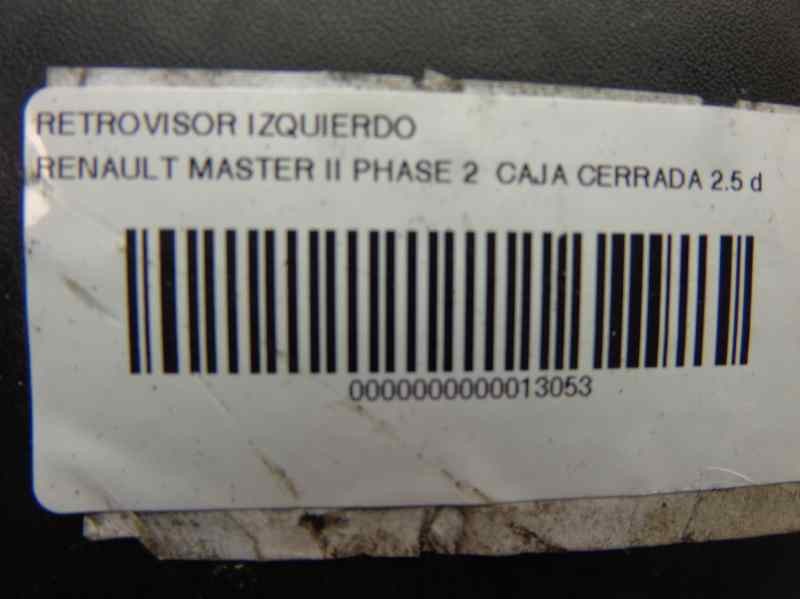 RETROVISOR IZQUIERDO
RENAULT MASTER II PHASE 2 CAJA CERRADA 2.5 d
0000000000013053